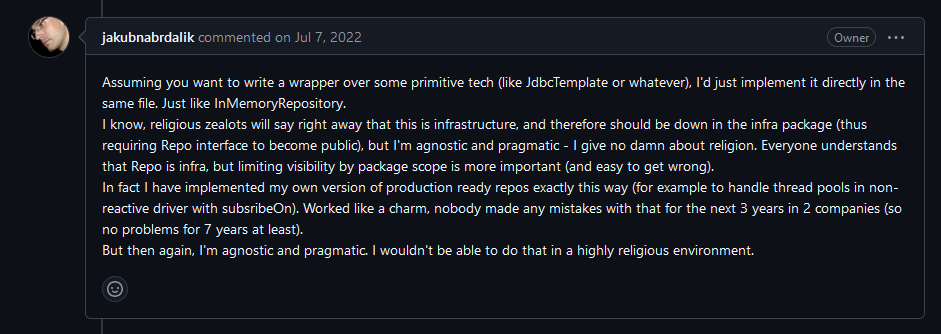 jakubnabrdalik commented on Jul 7, 2022
Owner
Assuming you want to write a wrapper over some primitive tech (like JdbcTemplate or whatever), I'd just implement it directly in the
same file. Just like InMemoryRepository.
I know, religious zealots will say right away that this is infrastructure, and therefore should be down in the infra package (thus
requiring Repo interface to become public), but I'm agnostic and pragmatic - I give no damn about religion. Everyone understands
that Repo is infra, but limiting visibility by package scope is more important (and easy to get wrong).
In fact I have implemented my own version of production ready repos exactly this way (for example to handle thread pools in non-
reactive driver with subsribeOn). Worked like a charm, nobody made any mistakes with that for the next 3 years in 2 companies (so
no problems for 7 years at least).
But then again, I'm agnostic and pragmatic. I wouldn't be able to do that in a highly religious environment.